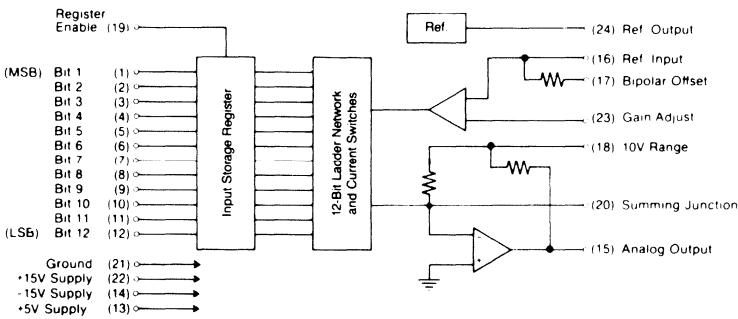 Register
Enable (19)
Ref.
(24) Ref Output
(16) Ref Input
(17) Bipolar Offset
(23) Gain Adjust
(18) 10V Range
(20) Summing Junction
(15) Analog Output
(MSB) Bit 1 (1)
Bit 2 (2)
Bit 3 (3)
Bit 4 (4)
Bit 5 (5)
Bit 6 (6)
Bit 7 (7)
Bit 8 (8)
Bit 9 (9)
Bit 10 (10)
Bit 11 (11)
(LSB) Bit 12 (12)
Input Storage Register
12-Bit Ladder Network
and Current Switches
-
+
Ground (21)
+15V Supply (22)
-15V Supply (14)
+5V Supply (13)